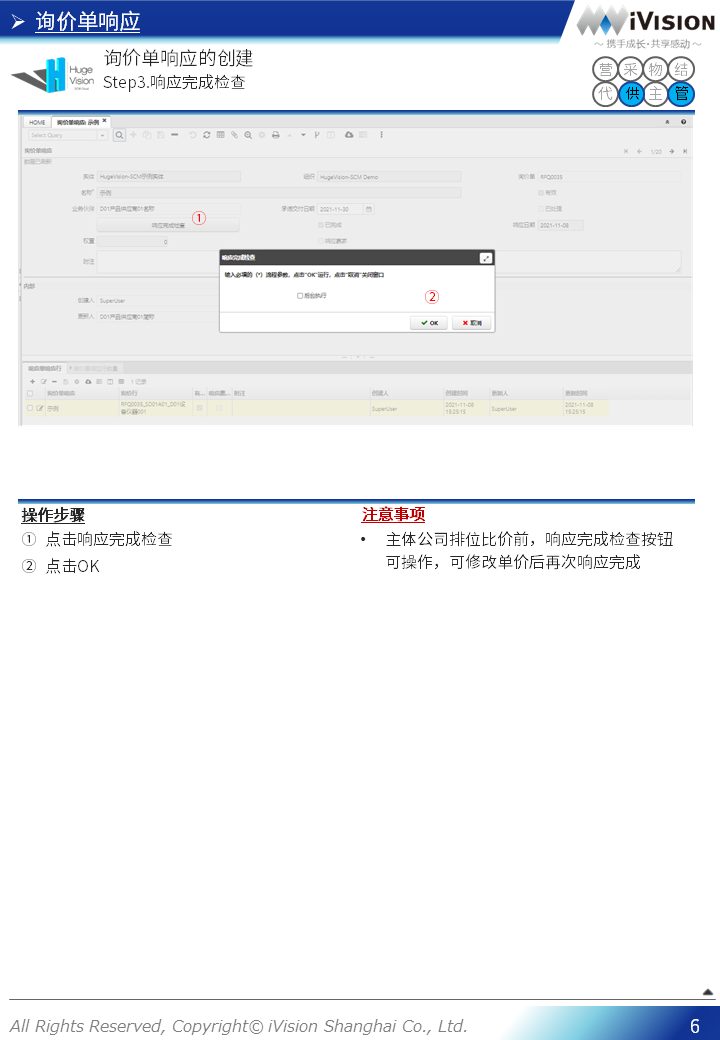 询价单响应
iVision
～ 携手成长·共享感动 ～
Huge
Vision
询价单响应的创建
Step3.响应完成检查
营 采 物 结
代 供 主 管
HOME 询价单响应: 示例
Select Query
询价单响应 1/20
数据已刷新
实体 HugeVision-SCM示例实体 组织 HugeVision-SCM Demo 询价单 RFQ0035
名称* 示例 有效
业务伙伴 D01产品供应商01名称 承诺交付日期 2021-11-30 已处理
①
响应完成检查 已完成 响应日期 2021-11-08
权重 响应赢家
附注
响应完成检查
输入必填的（*）流程参数，点击"OK"运行，点击"取消"关闭窗口
后台执行
②
OK 取消
内部
创建人 SuperUser
更新人 D01产品供应商01名称
询价单响应行
1记录
询价单响应 询价行 有... 响应赢... 附注 创建人 创建时间 更新人 更新时间
示例 RFQ0035_SD01A01_D01设备仪器001 SuperUser 2021-11-08 15:25:15 SuperUser 2021-11-08 15:25:15
操作步骤
① 点击响应完成检查
② 点击OK
注意事项
• 主体公司排位比价前，响应完成检查按钮
可操作，可修改单价后再次响应完成
All Rights Reserved, Copyright© iVision Shanghai Co., Ltd.
6